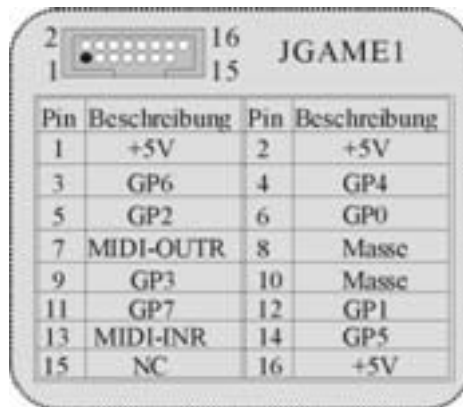 2 16 JGAME1
1 15
Pin Beschreibung Pin Beschreibung
1 +5V 2 +5V
3 GP6 4 GP4
5 GP2 6 GP0
7 MIDI-OUTR 8 Masse
9 GP3 10 Masse
11 GP7 12 GP1
13 MIDI-INR 14 GP5
15 NC 16 +5V